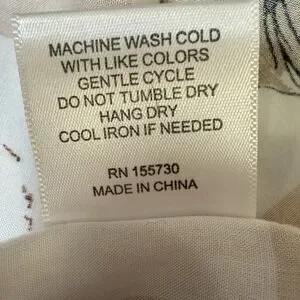 MACHINE WASH COLD
WITH LIKE COLORS
GENTLE CYCLE
DO NOT TUMBLE DRY
HANG DRY
COOL IRON IF NEEDED
RN 155730
MADE IN CHINA